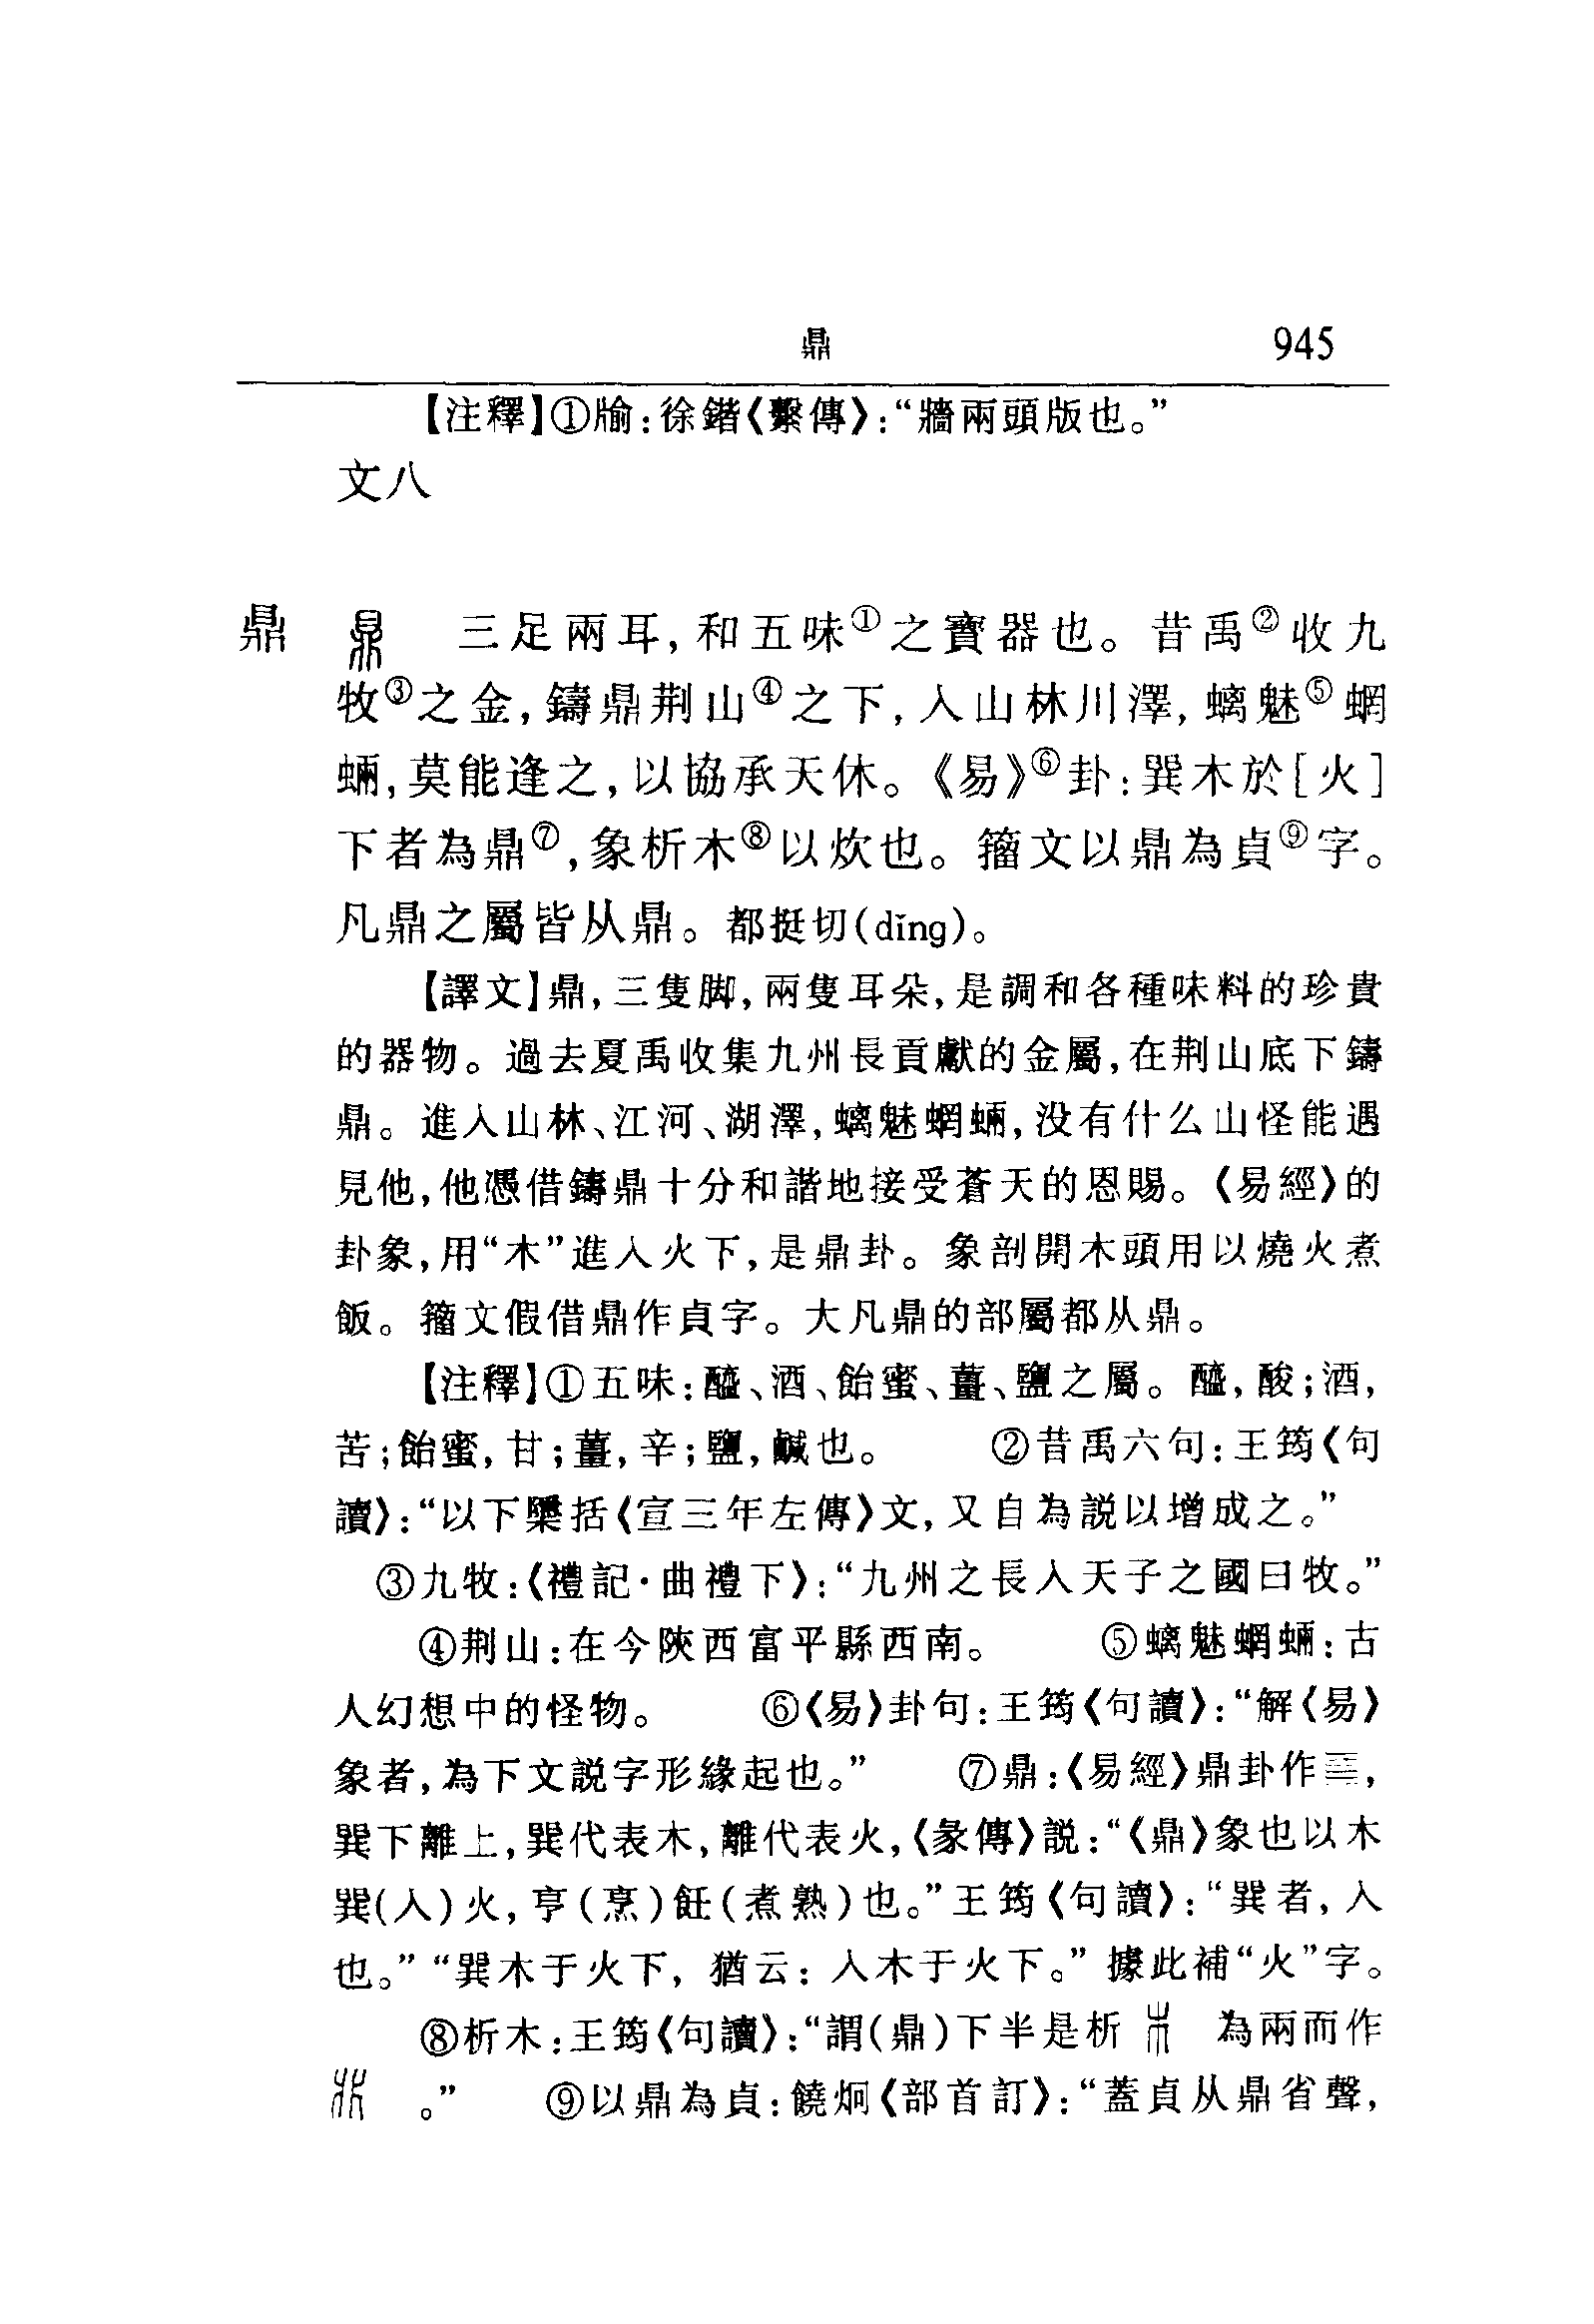 鼎 945
【注釋】①牏：徐鍇《繫傳》：“牆兩頭版也。”
文八
鼎 三足兩耳，和五味①之寶器也。昔禹②收九
牧③之金，鑄鼎荆山④之下，入山林川澤，螭魅⑤蝄
蜽，莫能逢之，以協承天休。《易》⑥卦：巽木於[火]
下者為鼎⑦，象析木⑧以炊也。籀文以鼎為貞⑨字。
凡鼎之屬皆从鼎。都挺切(dǐng)。
【譯文】鼎，三隻脚，兩隻耳朵，是調和各種味料的珍貴
的器物。過去夏禹收集九州長貢獻的金屬，在荆山底下鑄
鼎。進入山林、江河、湖澤，螭魅蝄蜽，没有什么山怪能遇
見他，他憑借鑄鼎十分和諧地接受蒼天的恩賜。《易經》的
卦象，用“木”進入火下，是鼎卦。象剖開木頭用以燒火煮
飯。籀文假借鼎作貞字。大凡鼎的部屬都从鼎。
【注釋】①五味：醯、酒、飴蜜、薑、鹽之屬。醯，酸；酒，
苦；飴蜜，甘；薑，辛；鹽，鹹也。 ②昔禹六句：王筠《句
讀》：“以下櫽括《宣三年左傳》文，又自為説以增成之。”
③九牧：《禮記·曲禮下》：“九州之長入天子之國曰牧。”
④荆山：在今陝西富平縣西南。 ⑤螭魅蝄蜽：古
人幻想中的怪物。 ⑥《易》卦句：王筠《句讀》：“解《易》
象者，為下文説字形緣起也。” ⑦鼎：《易經》鼎卦作䷱，
巽下離上，巽代表木，離代表火，《彖傳》説：“《鼎》象也以木
巽(入)火，亨(烹)飪(煮熟)也。”王筠《句讀》：“巽者，入
也。”“巽木于火下，猶云：入木于火下。”據此補“火”字。
⑧析木：王筠《句讀》：“謂(鼎)下半是析 為兩而作
。” ⑨以鼎為貞：饒炯《部首訂》：“蓋貞从鼎省聲，